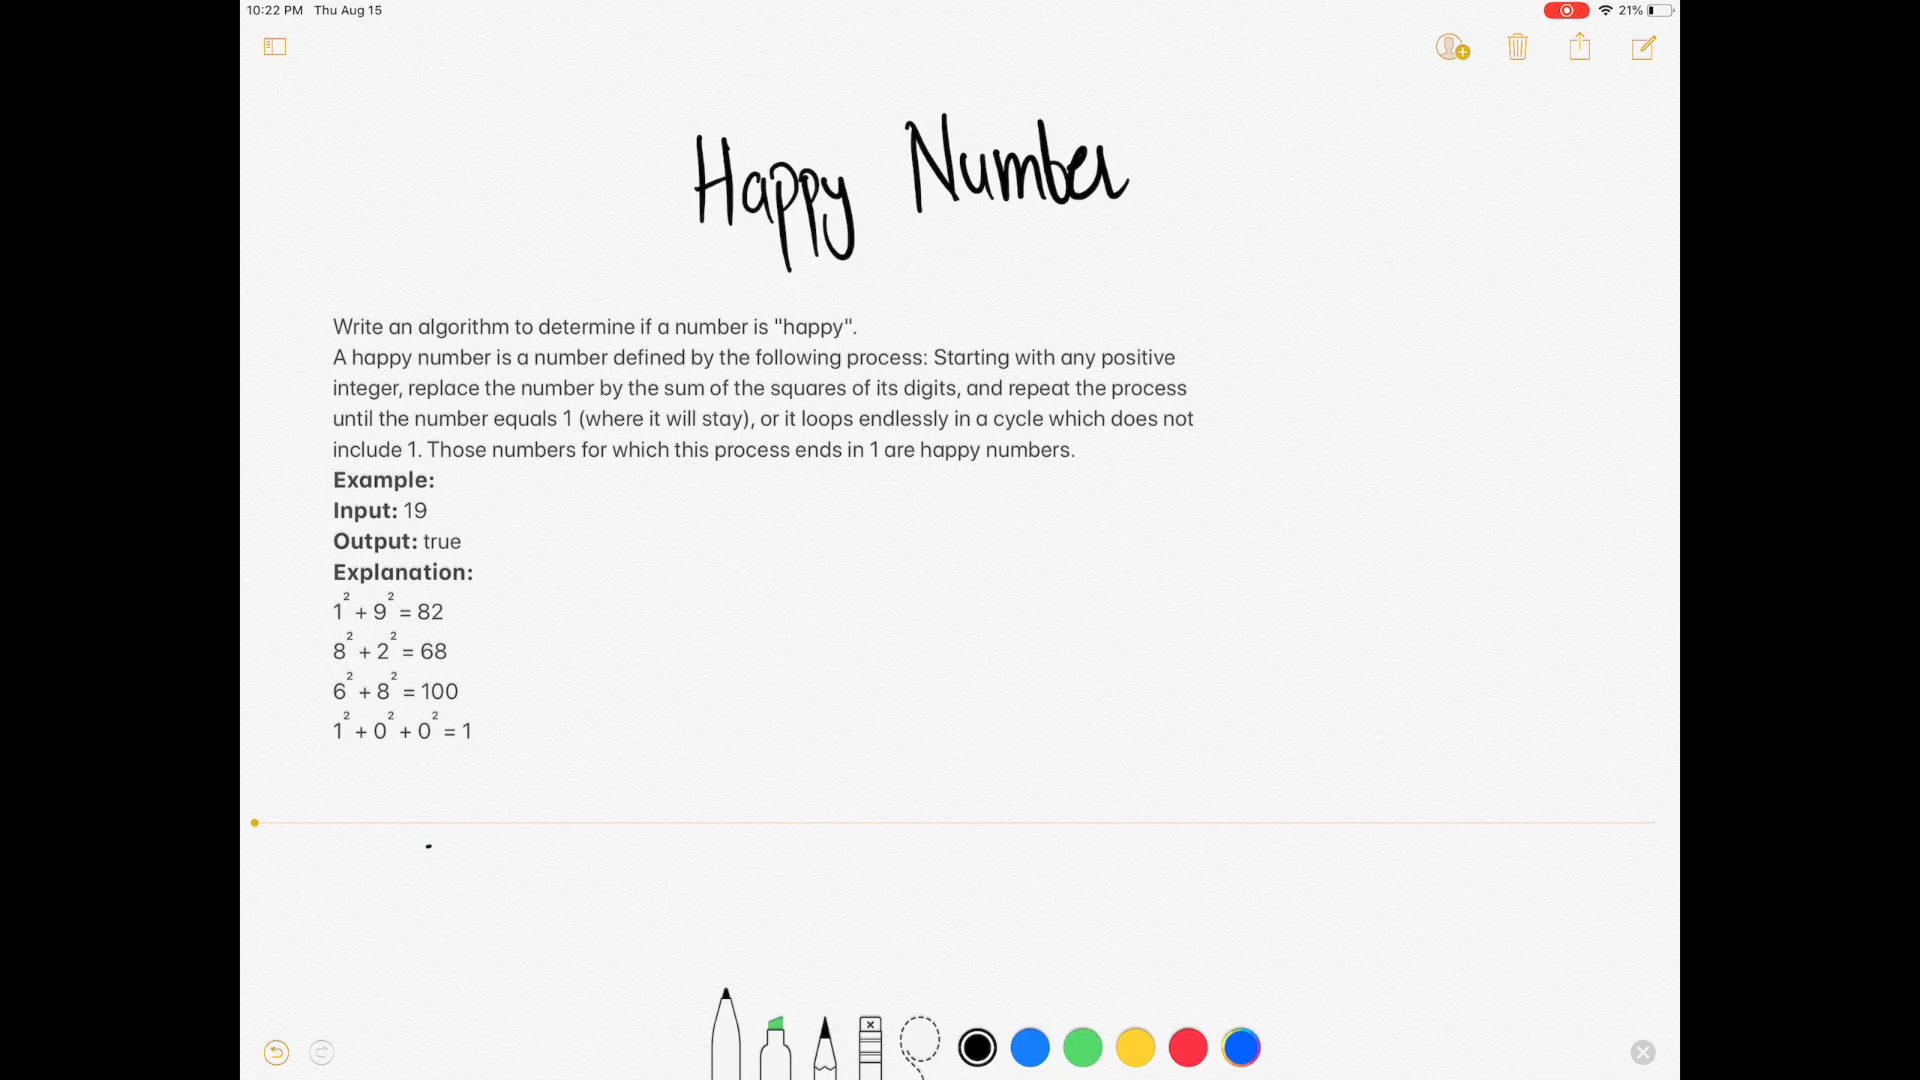 10:22 PM Thu Aug 15
21%
Happy Number
Write an algorithm to determine if a number is "happy".
A happy number is a number defined by the following process: Starting with any positive
integer, replace the number by the sum of the squares of its digits, and repeat the process
until the number equals 1 (where it will stay), or it loops endlessly in a cycle which does not
include 1. Those numbers for which this process ends in 1 are happy numbers.
Example:
Input: 19
Output: true
Explanation:
1² + 9² = 82
8² + 2² = 68
6² + 8² = 100
1² + 0² + 0² = 1